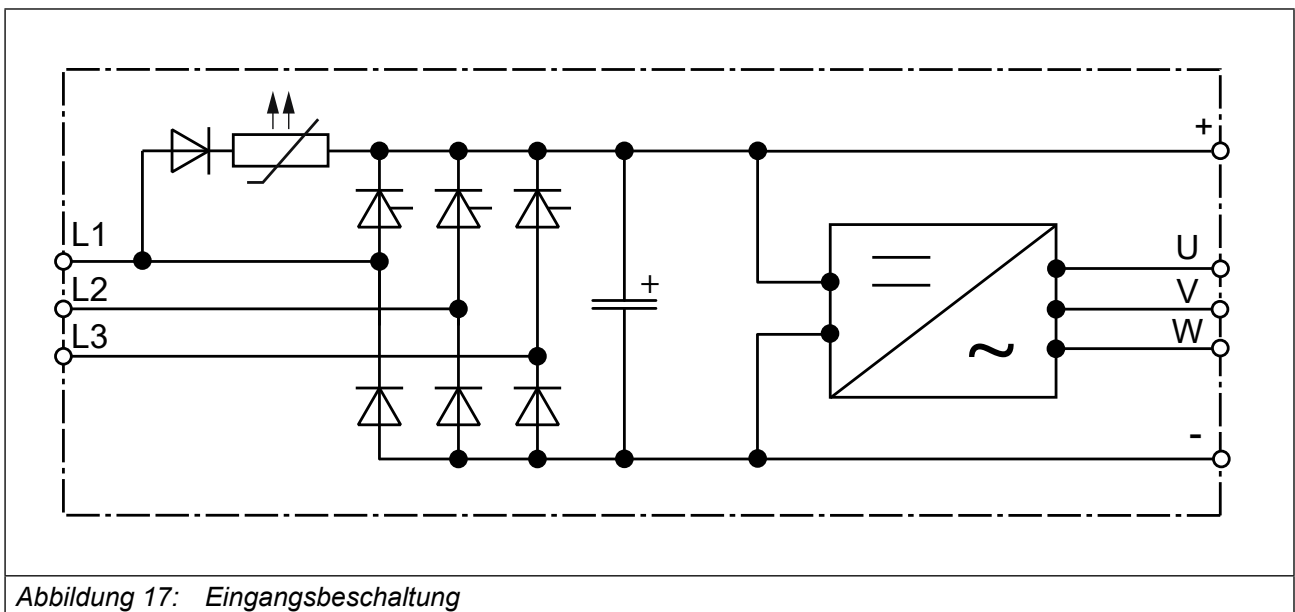 +
L1
U
L2
+
V
L3
W
~
-
Abbildung 17: Eingangsbeschaltung